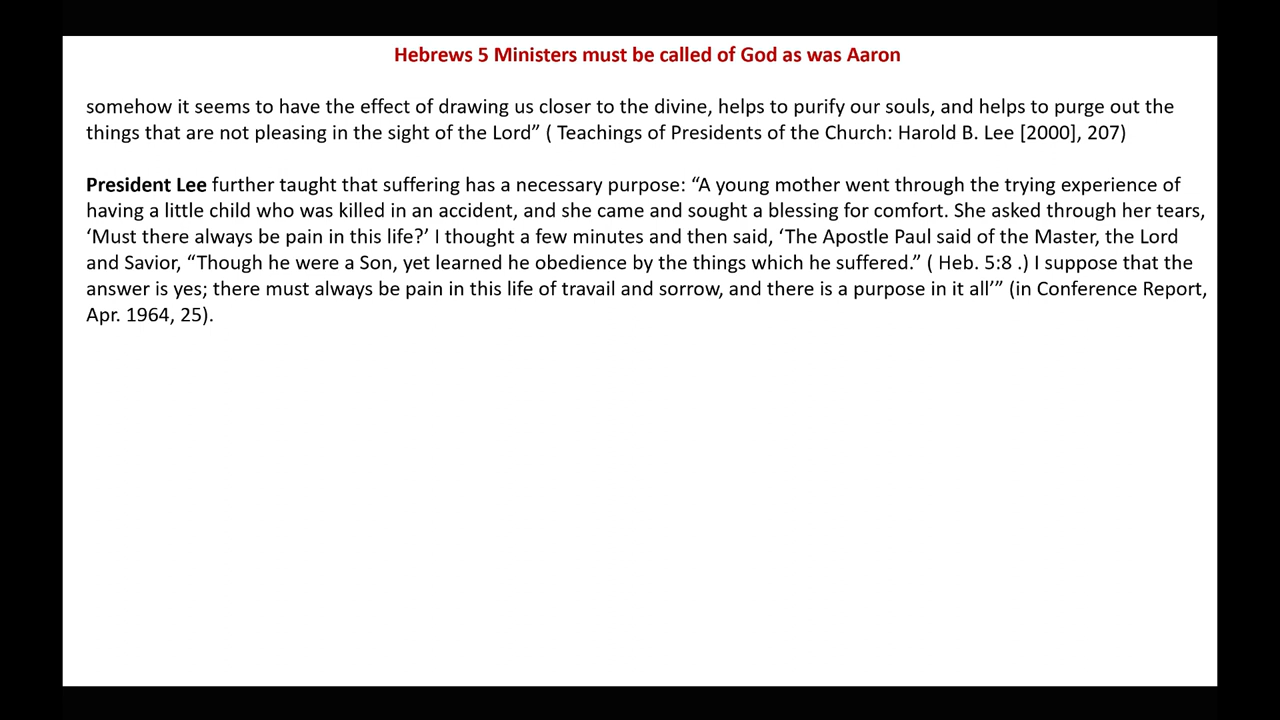 Hebrews 5 Ministers must be called of God as was Aaron
somehow it seems to have the effect of drawing us closer to the divine, helps to purify our souls, and helps to purge out the
things that are not pleasing in the sight of the Lord” ( Teachings of Presidents of the Church: Harold B. Lee [2000], 207)
President Lee further taught that suffering has a necessary purpose: “A young mother went through the trying experience of
having a little child who was killed in an accident, and she came and sought a blessing for comfort. She asked through her tears,
‘Must there always be pain in this life?’ I thought a few minutes and then said, ‘The Apostle Paul said of the Master, the Lord
and Savior, “Though he were a Son, yet learned he obedience by the things which he suffered.” ( Heb. 5:8 .) I suppose that the
answer is yes; there must always be pain in this life of travail and sorrow, and there is a purpose in it all’” (in Conference Report,
Apr. 1964, 25).